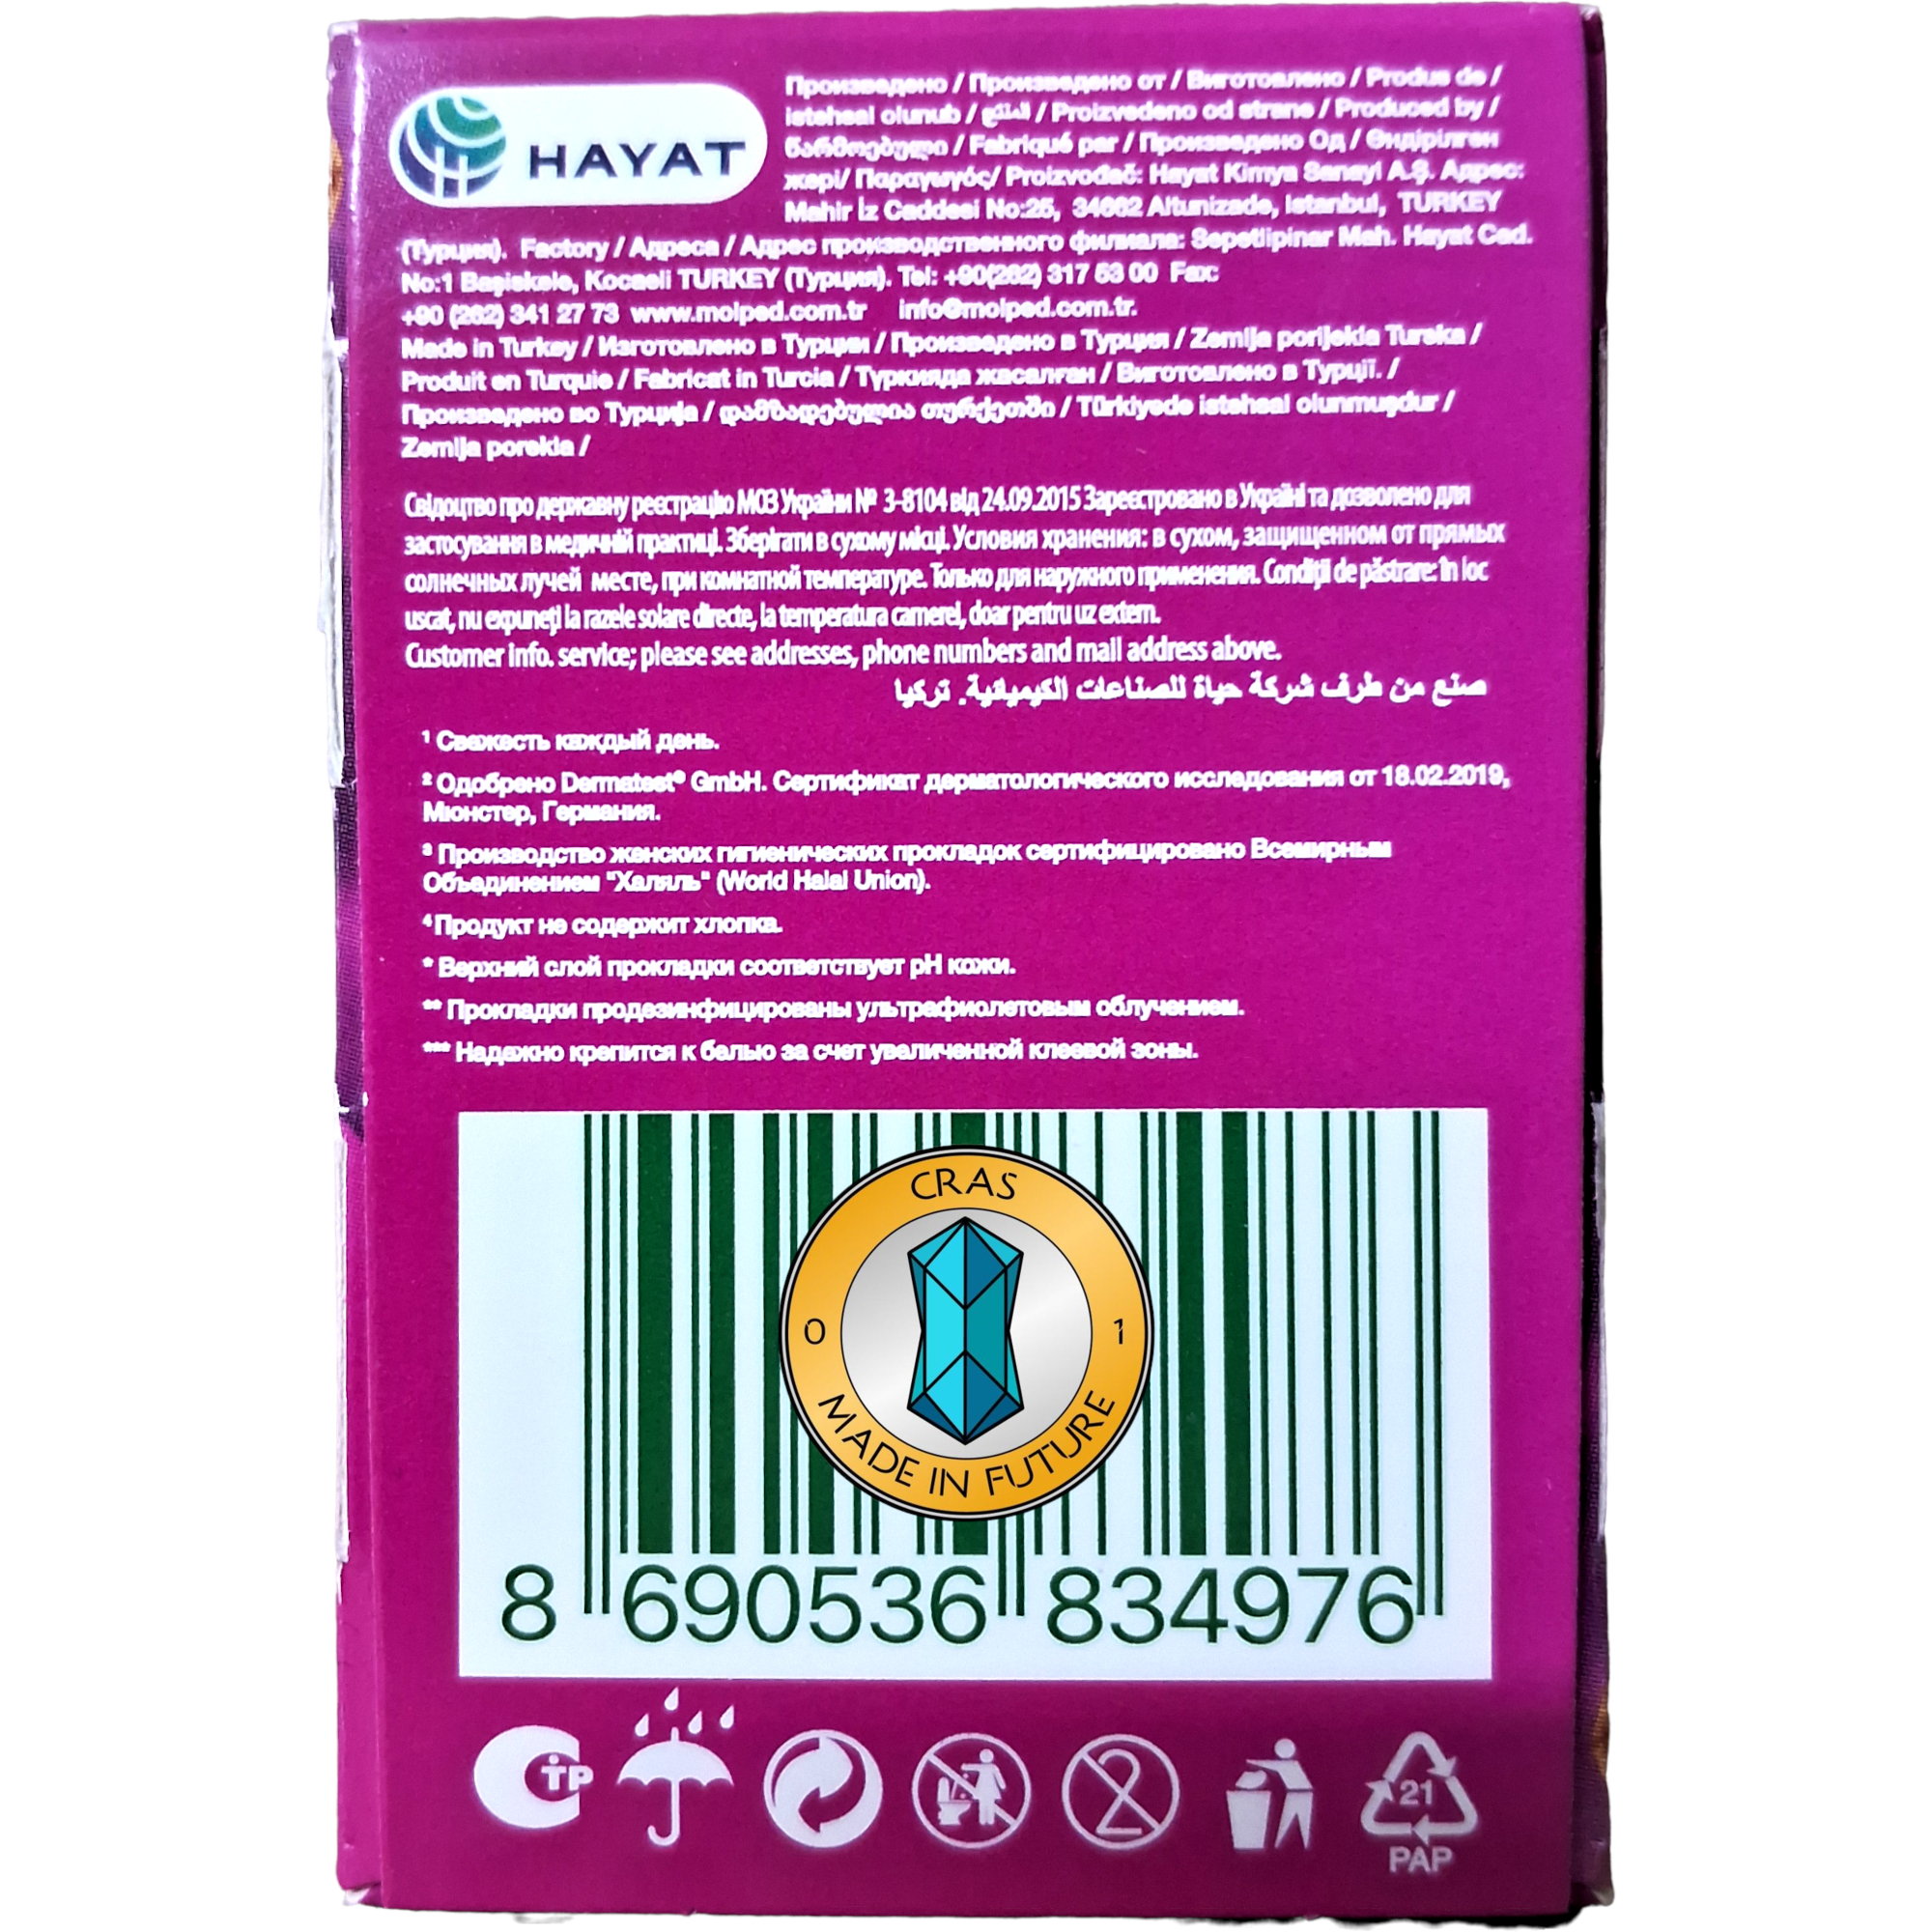 HAYAT
Произведено / Произведено от / Виготовлено / Produs de /
istehsal olunub / الصانع / Proizvedeno od strane / Produced by /
წარმოებული / Fabriqué par / Произведено Од / Өндірілген
жері/ Παραγωγός/ Proizvođač: Hayat Kimya Sanayi A.Ş. Адрес:
Mahir İz Caddesi No:25, 34662 Altunizade, Istanbul, TURKEY
(Турция). Factory / Адреса / Адрес производственного филиала: Sepetlipinar Mah. Hayat Cad.
No:1 Başiskele, Kocaeli TURKEY (Турция). Tel: +90(262) 317 53 00 Fax:
+90 (262) 341 27 73 www.molped.com.tr info@molped.com.tr.
Made in Turkey / Изготовлено в Турции / Произведено в Турция / Zemlja porijekla Turska /
Produit en Turquie / Fabricat in Turcia / Түркияда жасалған / Виготовлено в Турції. /
Произведено во Турција / დამზადებულია თურქეთში / Türkiyede istehsal olunmuşdur /
Zemlja porekla /
Свідоцтво про державну реєстрацію МОЗ України № 3-8104 від 24.09.2015 Зареєстровано в Україні та дозволено для
застосування в медичній практиці. Зберігати в сухому місці. Условия хранения: в сухом, защищенном от прямых
солнечных лучей месте, при комнатной температуре. Только для наружного применения. Condiţii de păstrare: în loc
uscat, nu expuneţi la razele solare directe, la temperatura camerei, doar pentru uz extern.
Customer info. service; please see addresses, phone numbers and mail address above.
صنع من طرف شركة حياة للصناعات الكيميائية. تركيا
¹ Свежесть каждый день.
² Одобрено Dermatest® GmbH. Сертификат дерматологического исследования от 18.02.2019,
Мюнстер, Германия.
³ Производство женских гигиенических прокладок сертифицировано Всемирным
Объединением "Халяль" (World Halal Union).
⁴ Продукт не содержит хлопка.
* Верхний слой прокладки соответствует pH кожи.
** Прокладки продезинфицированы ультрафиолетовым облучением.
*** Надежно крепится к белью за счет увеличенной клеевой зоны.
CRAS
0 1
MADE IN FUTURE
8 690536 834976
СТР
2
21
PAP